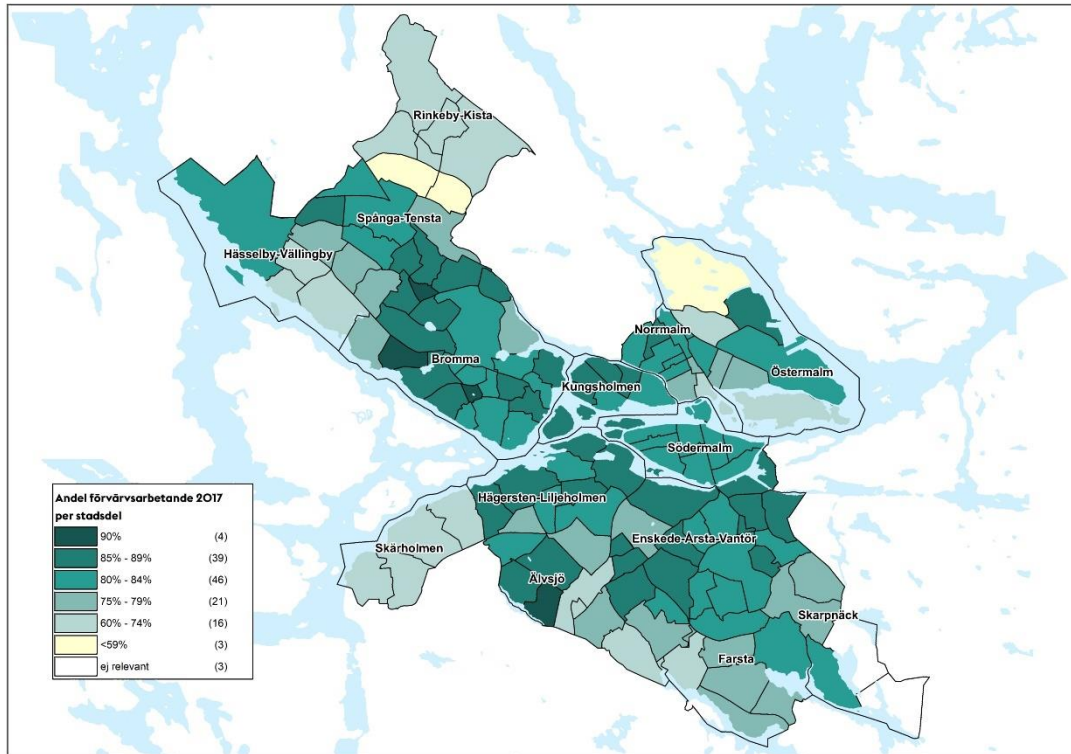 Rinkeby-Kista
Spånga-Tensta
Hässelby-Vällingby
Norrmalm
Bromma
Östermalm
Kungsholmen
Södermalm
Hägersten-Liljeholmen
Enskede-Årsta-Vantör
Skärholmen
Älvsjö
Skarpnäck
Farsta
Andel förvärvsarbetande 2017
per stadsdel
90% (4)
85% - 89% (39)
80% - 84% (46)
75% - 79% (21)
60% - 74% (16)
<59% (3)
ej relevant (3)